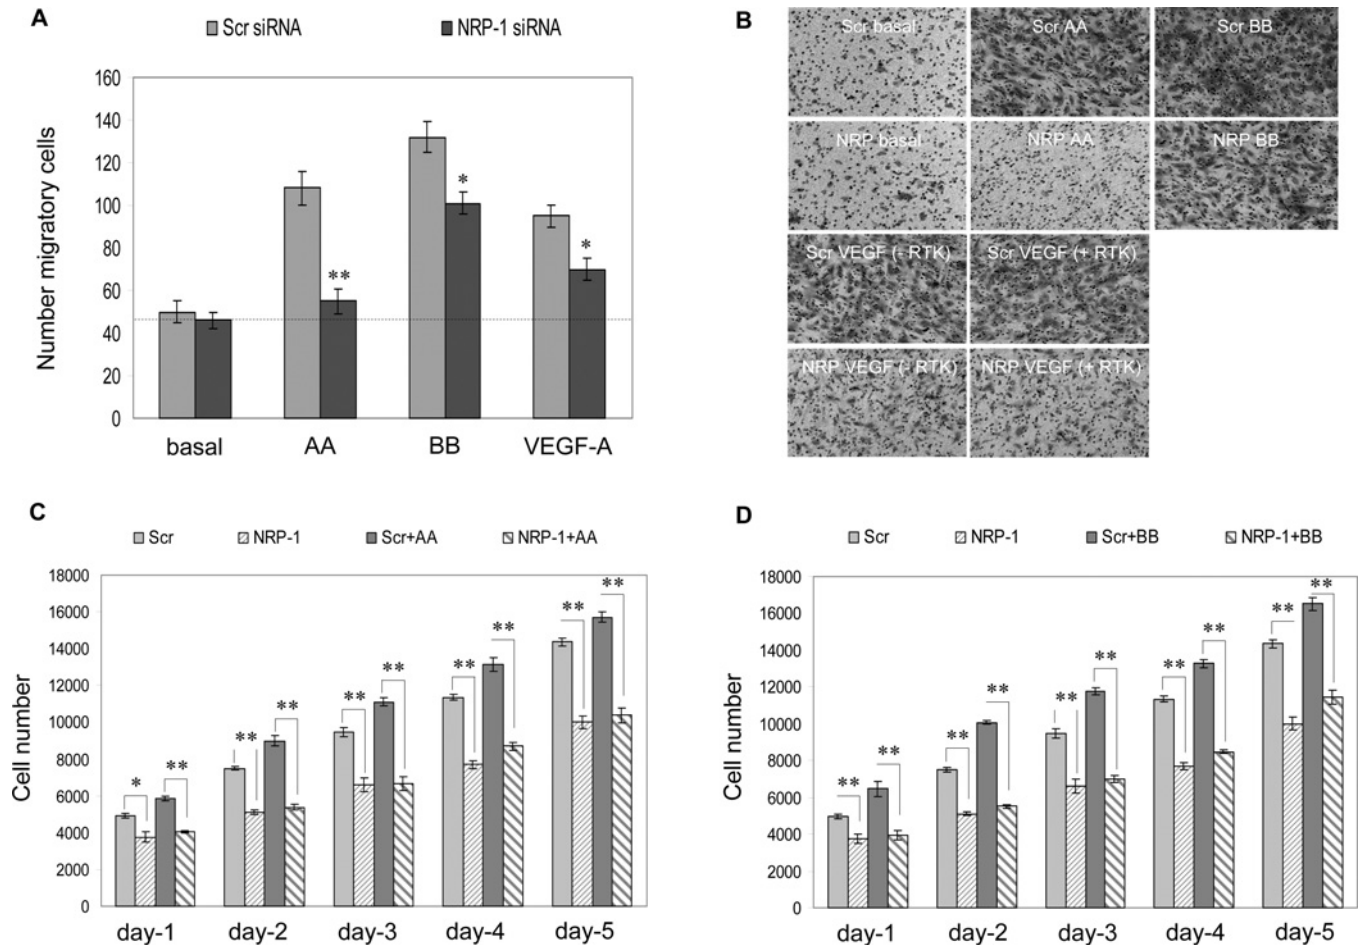 A
Scr siRNA NRP-1 siRNA
Number migratory cells
160
140
120
100
80
60
40
20
0
*
*
**
basal AA BB VEGF-A
B
Scr basal Scr AA Scr BB
NRP basal NRP AA NRP BB
Scr VEGF (- RTK) Scr VEGF (+ RTK)
NRP VEGF (- RTK) NRP VEGF (+ RTK)
C
Scr NRP-1 Scr+AA NRP-1+AA
Cell number
18000
16000
14000
12000
10000
8000
6000
4000
2000
0
* **
** **
** **
** **
** **
day-1 day-2 day-3 day-4 day-5
D
Scr NRP-1 Scr+BB NRP-1+BB
Cell number
18000
16000
14000
12000
10000
8000
6000
4000
2000
0
** **
** **
** **
** **
** **
day-1 day-2 day-3 day-4 day-5